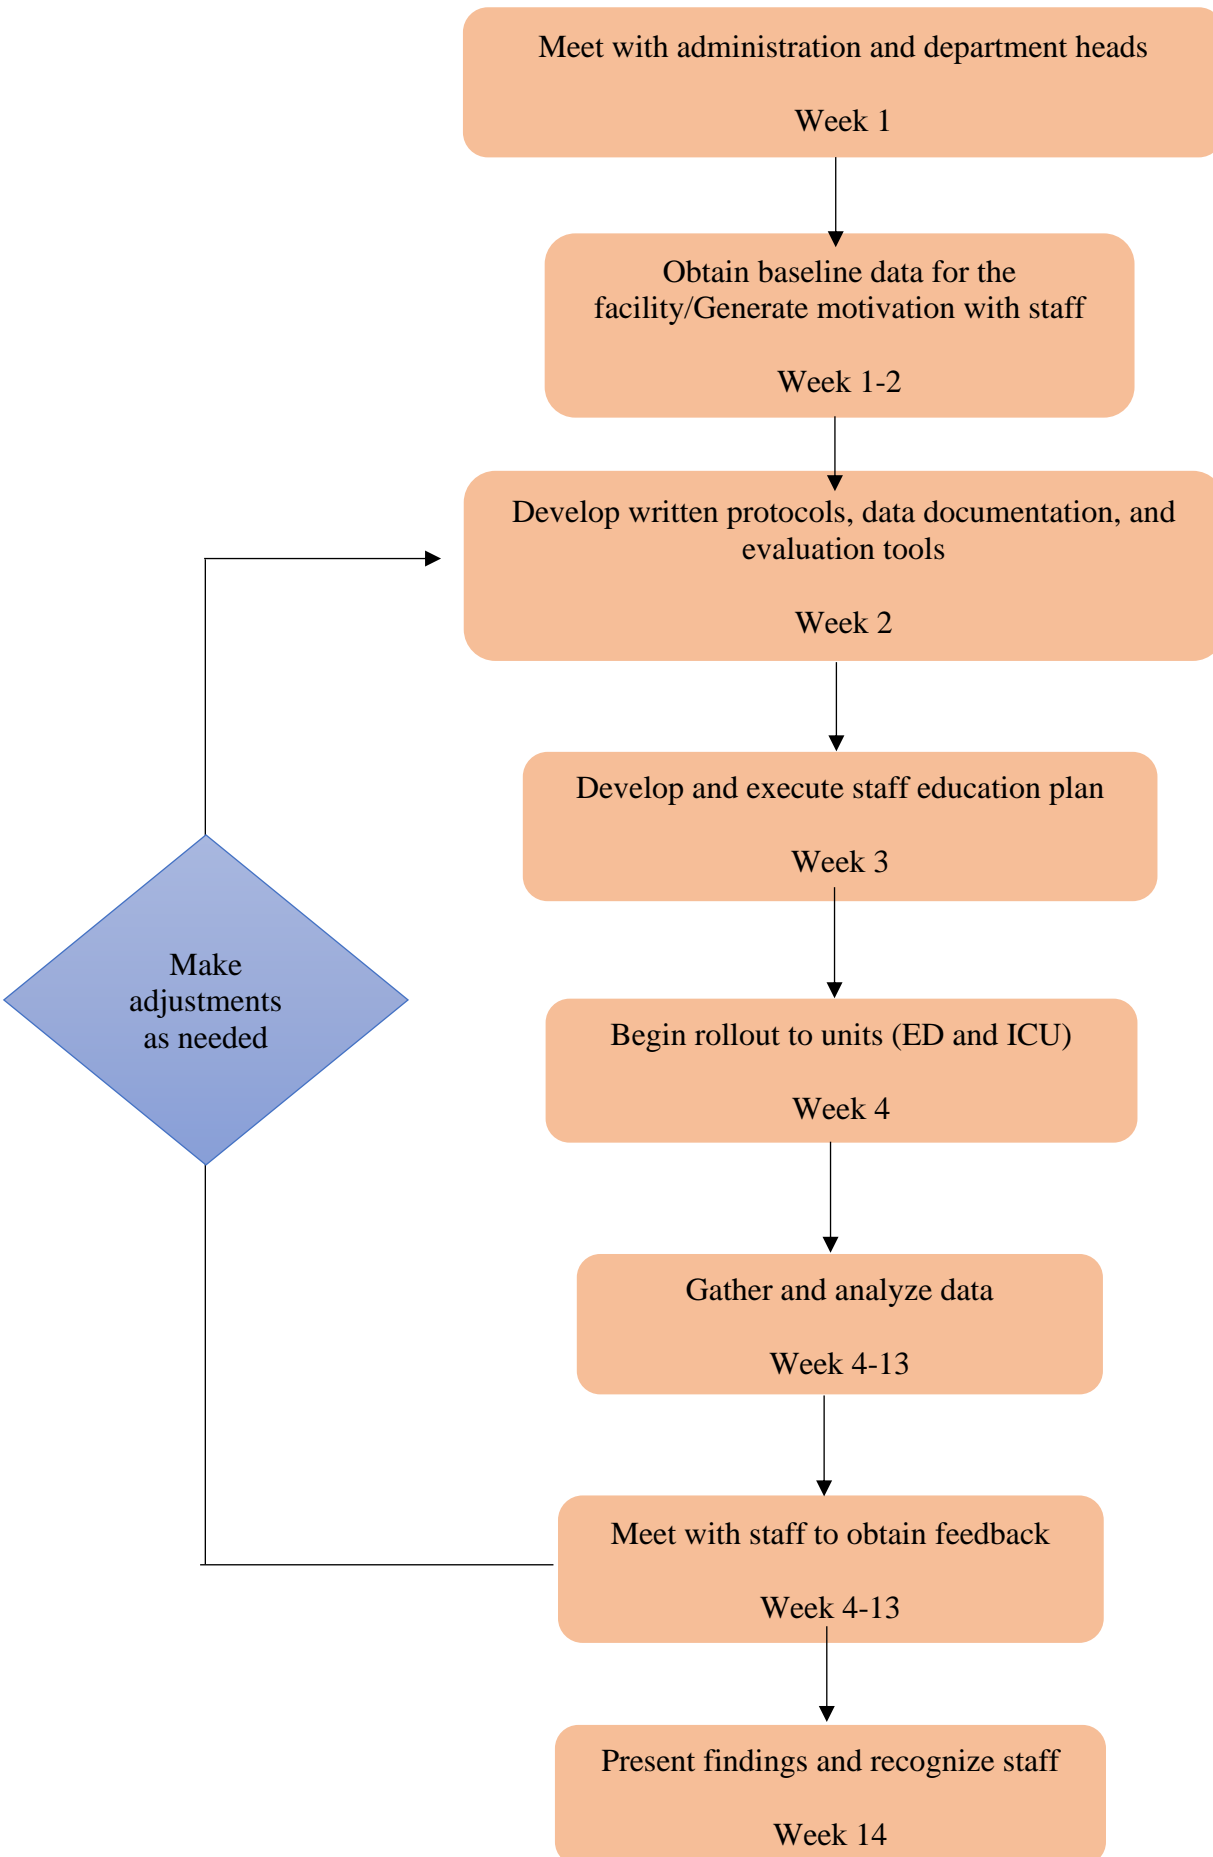 Meet with administration and department heads
Week 1
Obtain baseline data for the
facility/Generate motivation with staff
Week 1-2
Develop written protocols, data documentation, and
evaluation tools
Week 2
Develop and execute staff education plan
Week 3
Make
adjustments
as needed
Begin rollout to units (ED and ICU)
Week 4
Gather and analyze data
Week 4-13
Meet with staff to obtain feedback
Week 4-13
Present findings and recognize staff
Week 14